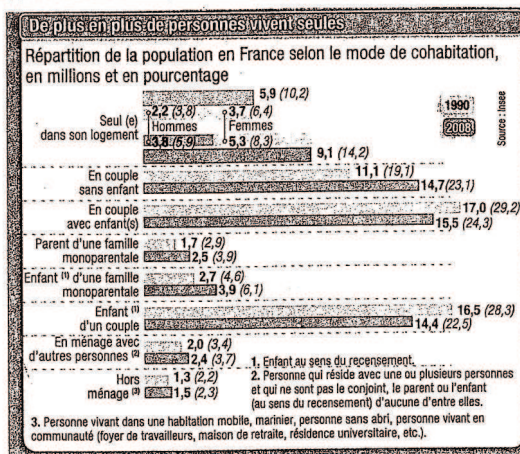 De plus en plus de personnes vivent seules
Répartition de la population en France selon le mode de cohabitation,
en millions et en pourcentage
5,9 (10,2)
1990
2008
Source : Insee
Seul (e)
dans son logement
2,2 (3,8) 3,7 (6,4)
Hommes Femmes
3,8 (5,9) 5,3 (8,3)
9,1 (14,2)
En couple
sans enfant
11,1 (19,1)
14,7 (23,1)
En couple
avec enfant(s)
17,0 (29,2)
15,5 (24,3)
Parent d'une famille
monoparentale
1,7 (2,9)
2,5 (3,9)
Enfant (1) d'une famille
monoparentale
2,7 (4,6)
3,9 (6,1)
Enfant (1)
d'un couple
16,5 (28,3)
14,4 (22,5)
En ménage avec
d'autres personnes (2)
2,0 (3,4)
2,4 (3,7)
Hors
ménage (3)
1,3 (2,2)
1,5 (2,3)
1. Enfant au sens du recensement.
2. Personne qui réside avec une ou plusieurs personnes
et qui ne sont pas le conjoint, le parent ou l'enfant
(au sens du recensement) d'aucune d'entre elles.
3. Personne vivant dans une habitation mobile, marinier, personne sans abri, personne vivant en
communauté (foyer de travailleurs, maison de retraite, résidence universitaire, etc.).